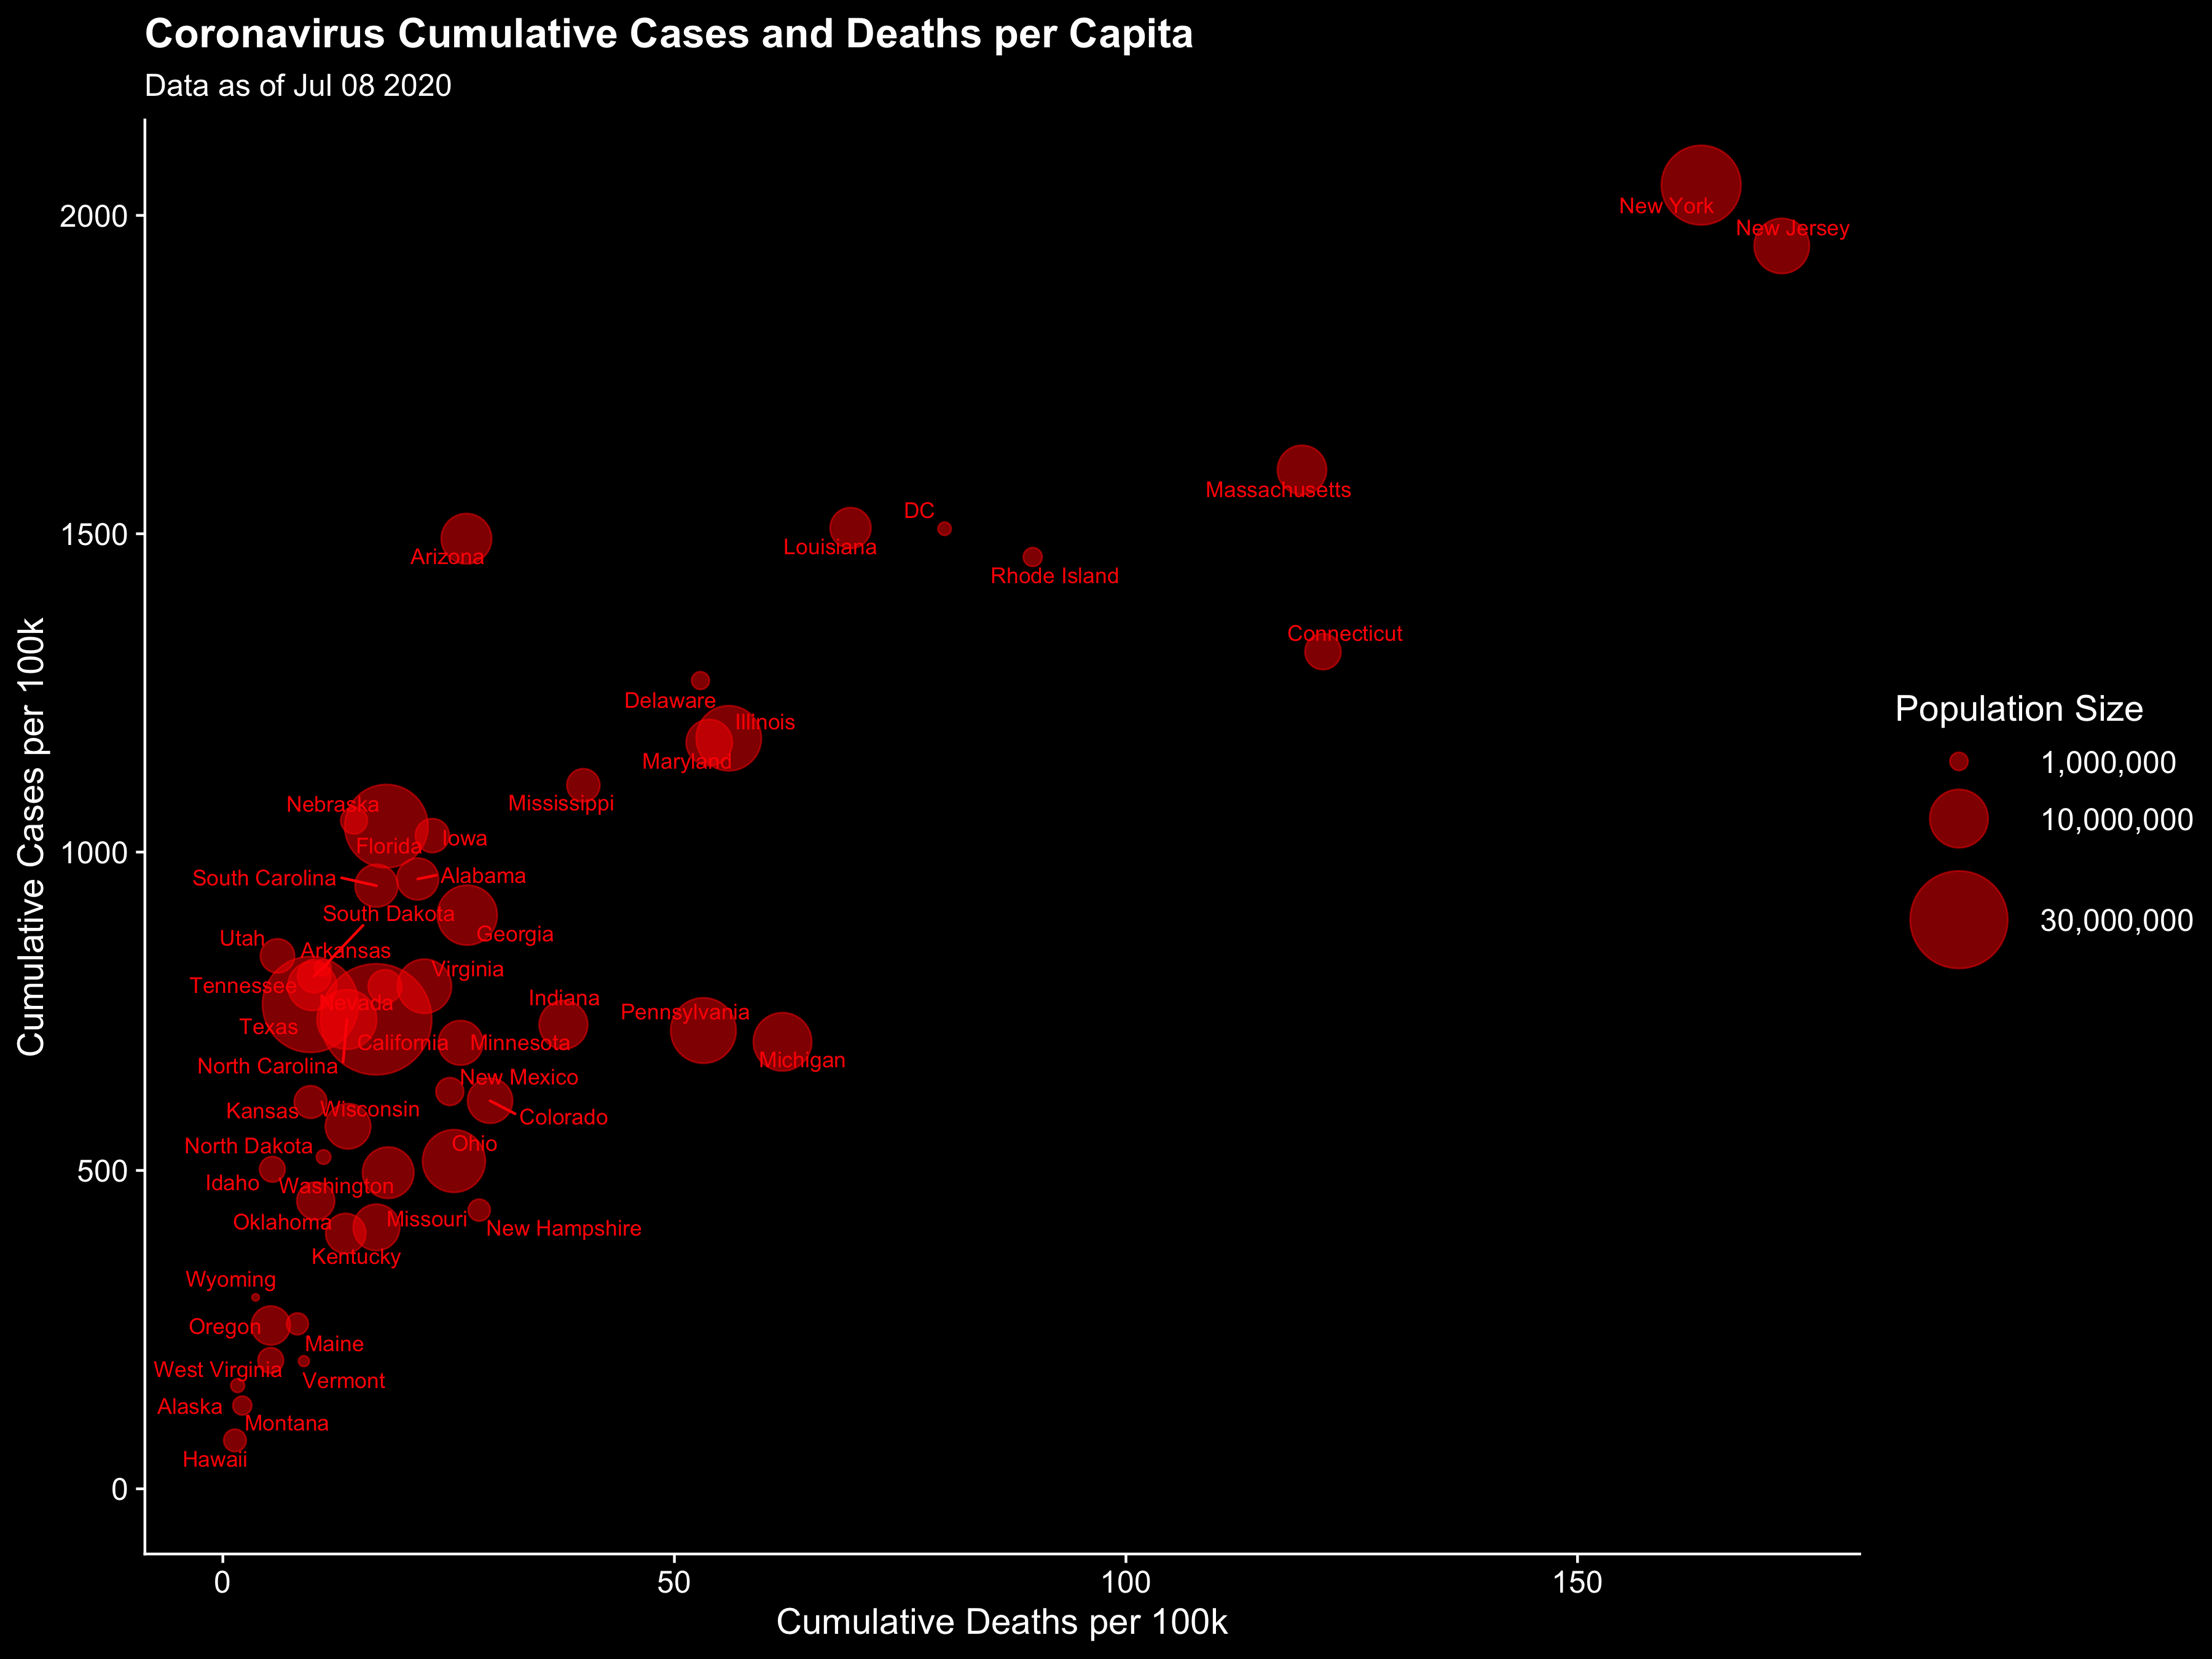 Coronavirus Cumulative Cases and Deaths per Capita
Data as of Jul 08 2020
Cumulative Cases per 100k
2000
1500
1000
500
0
New York
New Jersey
Massachusetts
DC
Louisiana
Arizona
Rhode Island
Connecticut
Delaware
Illinois
Maryland
Mississippi
Nebraska
Iowa
Florida
South Carolina
Alabama
South Dakota
Georgia
Utah
Arkansas
Virginia
Tennessee
Indiana
Nevada
Pennsylvania
Texas
California
Minnesota
Michigan
North Carolina
New Mexico
Kansas
Wisconsin
Colorado
Ohio
North Dakota
Idaho
Washington
Oklahoma
Missouri
New Hampshire
Kentucky
Wyoming
Oregon
Maine
West Virginia
Vermont
Alaska
Montana
Hawaii
0
50
100
150
Cumulative Deaths per 100k
Population Size
1,000,000
10,000,000
30,000,000